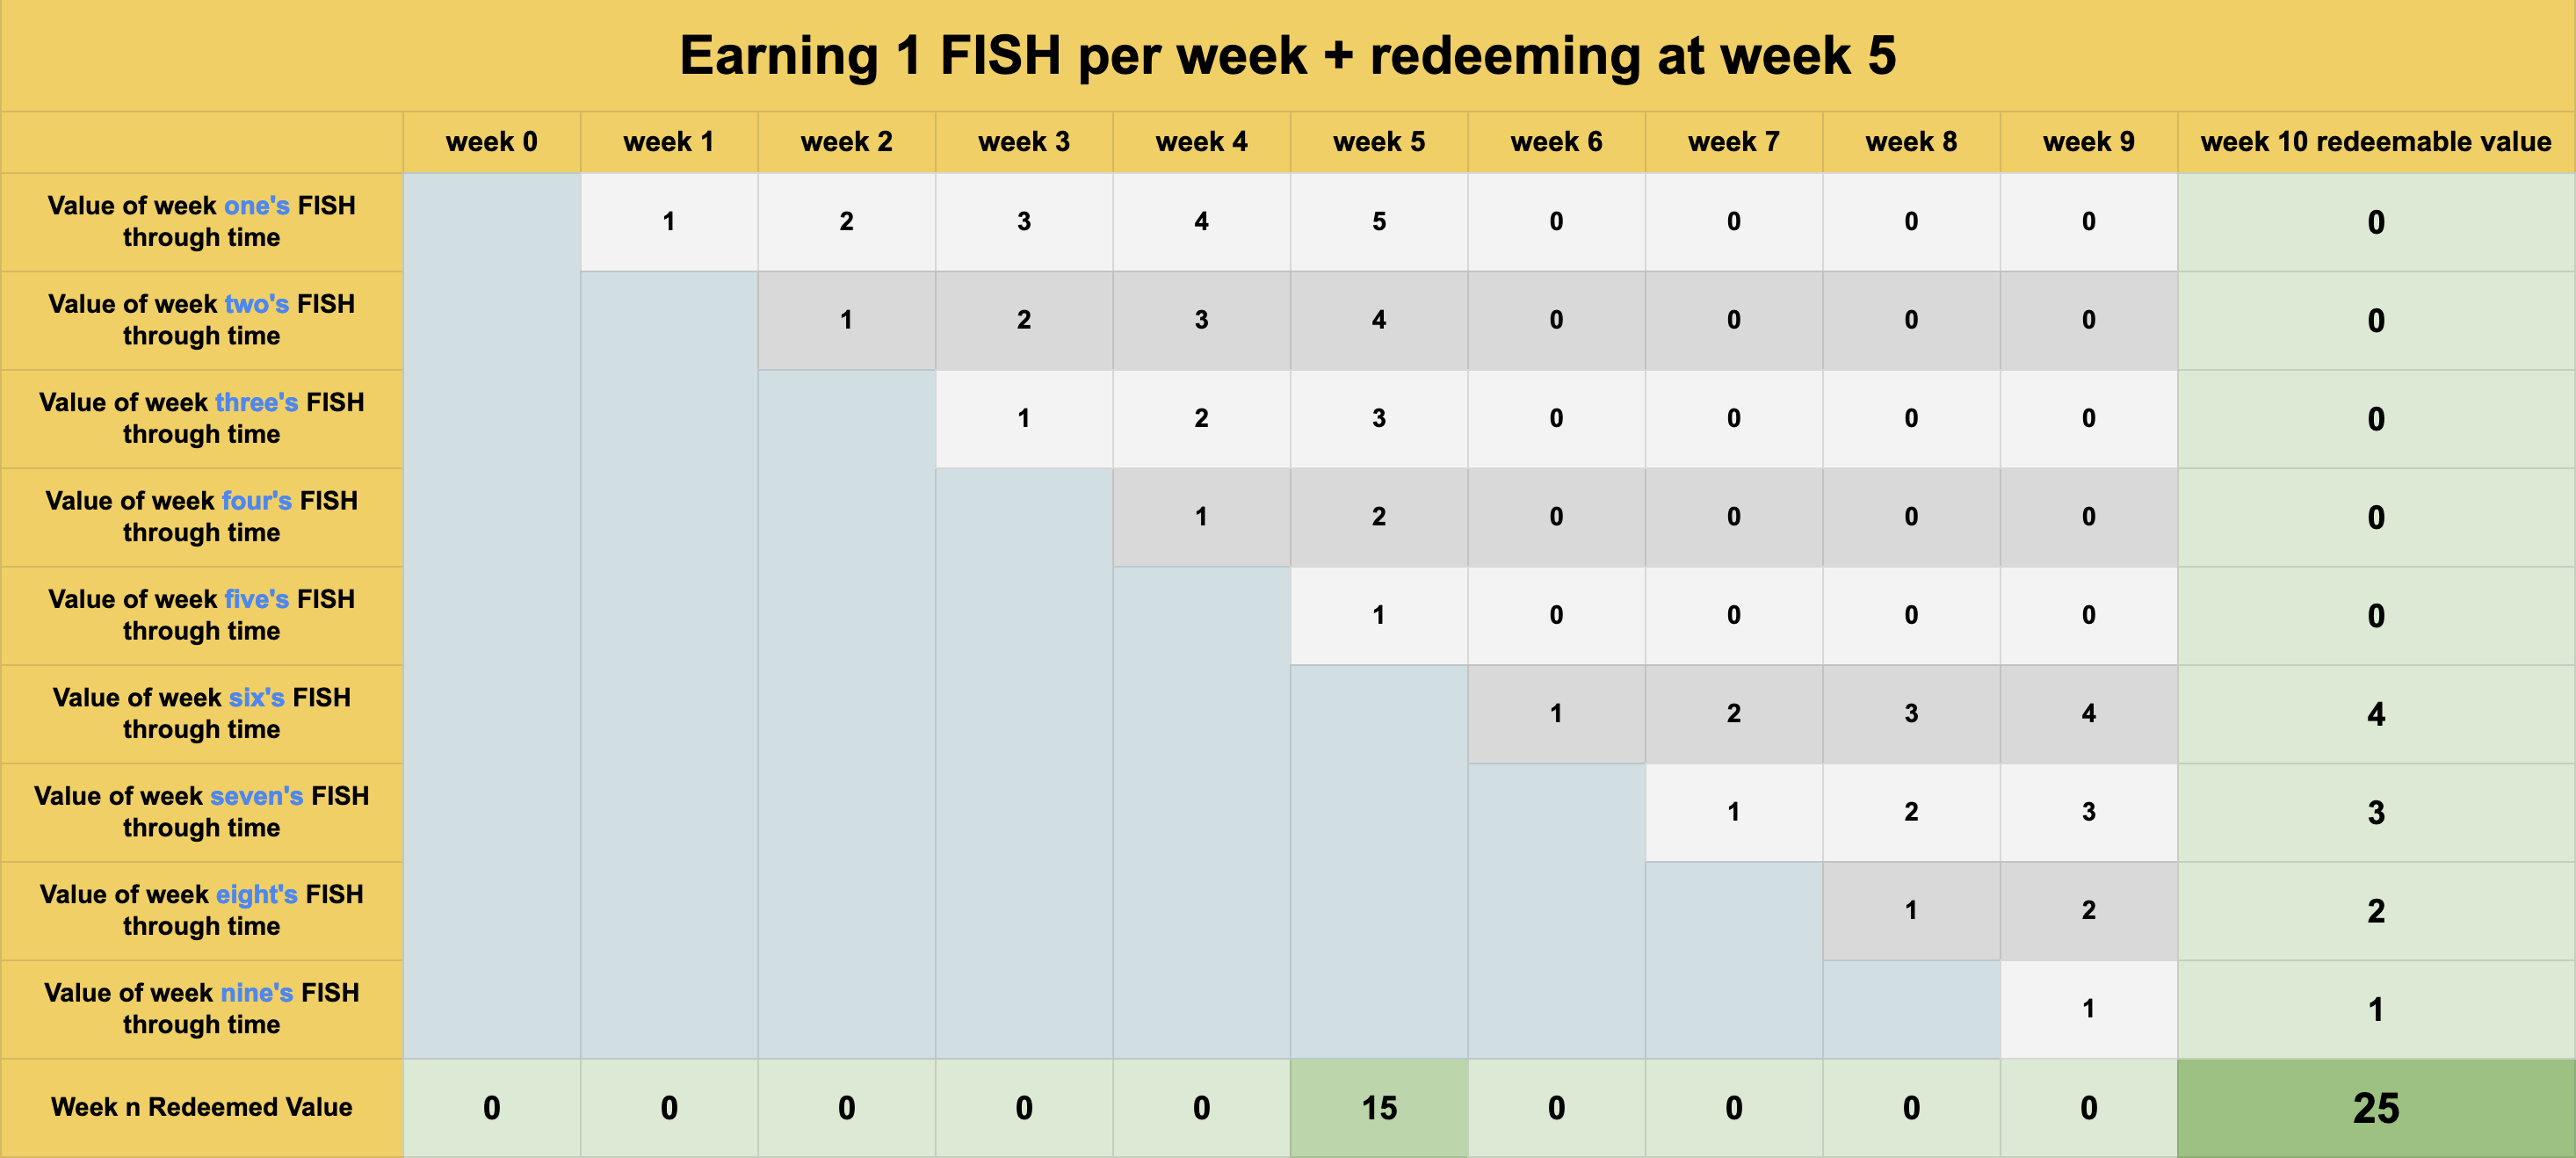 Earning 1 FISH per week + redeeming at week 5
week 0 week 1 week 2 week 3 week 4 week 5 week 6 week 7 week 8 week 9 week 10 redeemable value
Value of week one's FISH
through time
1 2 3 4 5 0 0 0 0 0
Value of week two's FISH
through time
1 2 3 4 0 0 0 0 0
Value of week three's FISH
through time
1 2 3 0 0 0 0 0
Value of week four's FISH
through time
1 2 0 0 0 0 0
Value of week five's FISH
through time
1 0 0 0 0 0
Value of week six's FISH
through time
1 2 3 4 4
Value of week seven's FISH
through time
1 2 3 3
Value of week eight's FISH
through time
1 2 2
Value of week nine's FISH
through time
1 1
Week n Redeemed Value 0 0 0 0 0 15 0 0 0 0 25